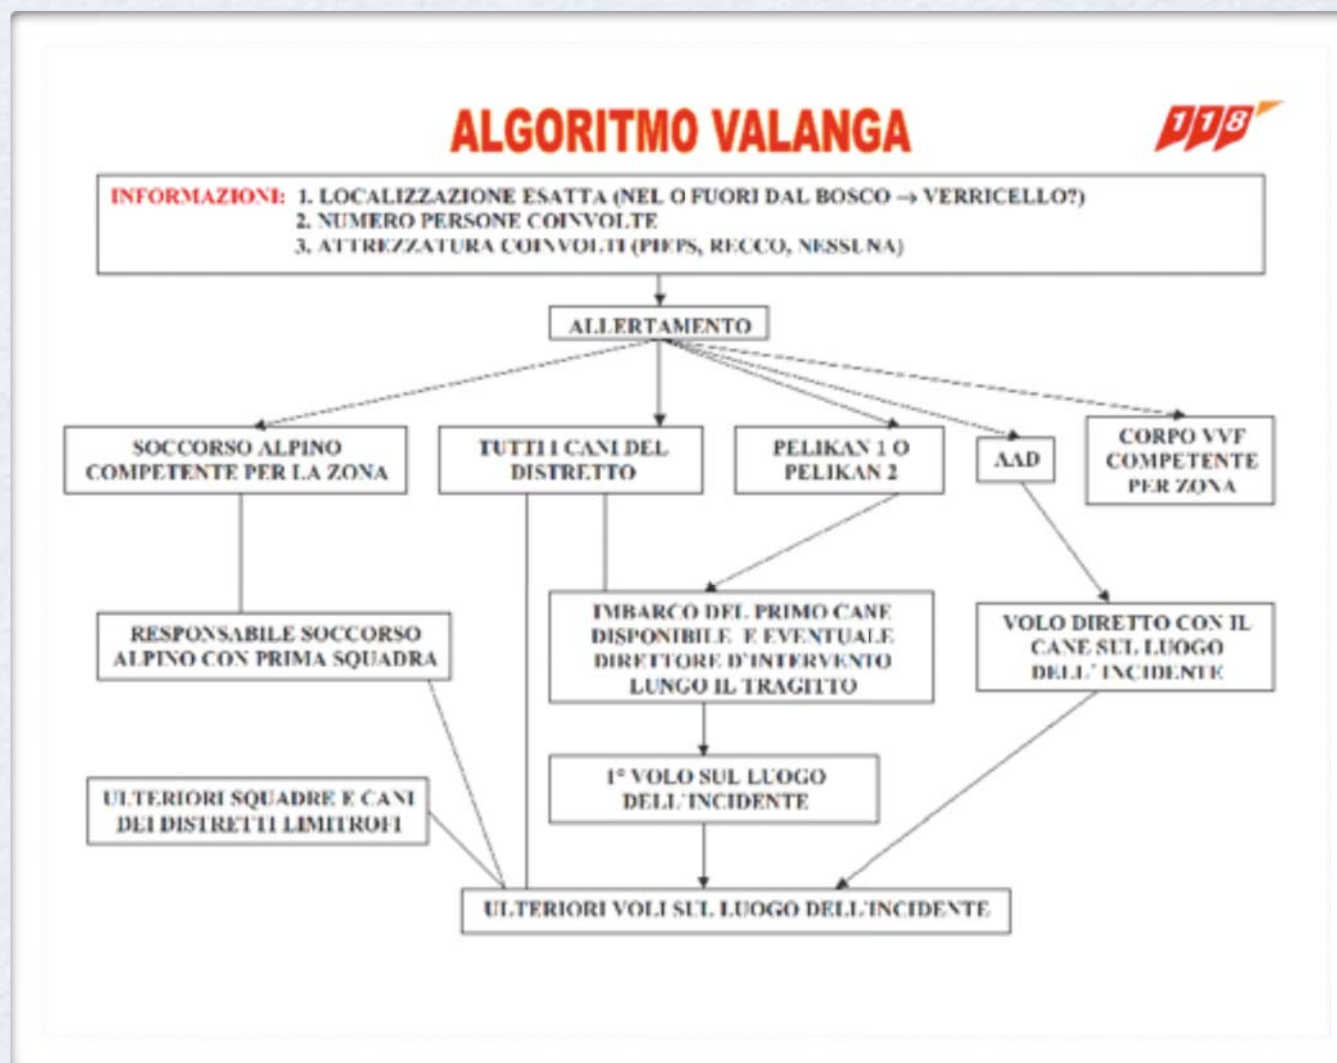 ALGORITMO VALANGA
118
INFORMAZIONI: 1. LOCALIZZAZIONE ESATTA (NEL O FUORI DAL BOSCO → VERRICELLO?)
2. NUMERO PERSONE COINVOLTE
3. ATTREZZATURA COINVOLTI (PIEPS, RECCO, NESSUNA)
ALLERTAMENTO
SOCCORSO ALPINO
COMPETENTE PER LA ZONA
TUTTI I CANI DEL
DISTRETTO
PELIKAN 1 O
PELIKAN 2
AAD
CORPO VVF
COMPETENTE
PER ZONA
RESPONSABILE SOCCORSO
ALPINO CON PRIMA SQUADRA
IMBARCO DEL PRIMO CANE
DISPONIBILE E EVENTUALE
DIRETTORE D'INTERVENTO
LUNGO IL TRAGITTO
VOLO DIRETTO CON IL
CANE SUL LUOGO
DELL'INCIDENTE
ULTERIORI SQUADRE E CANI
DEI DISTRETTI LIMITROFI
1° VOLO SUL LUOGO
DELL'INCIDENTE
ULTERIORI VOLI SUL LUOGO DELL'INCIDENTE